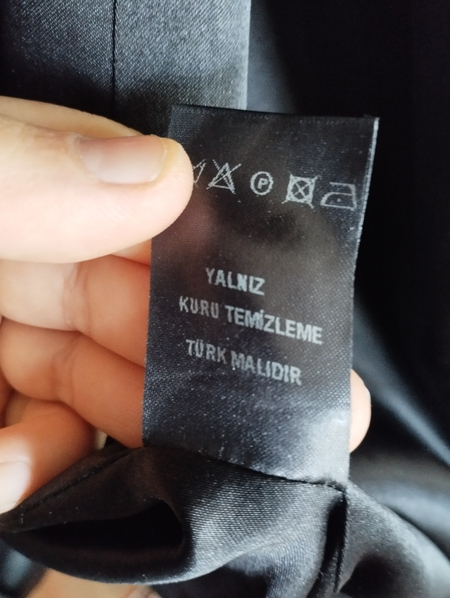 P
YALNIZ
KURU TEMİZLEME
TÜRK MALIDIR